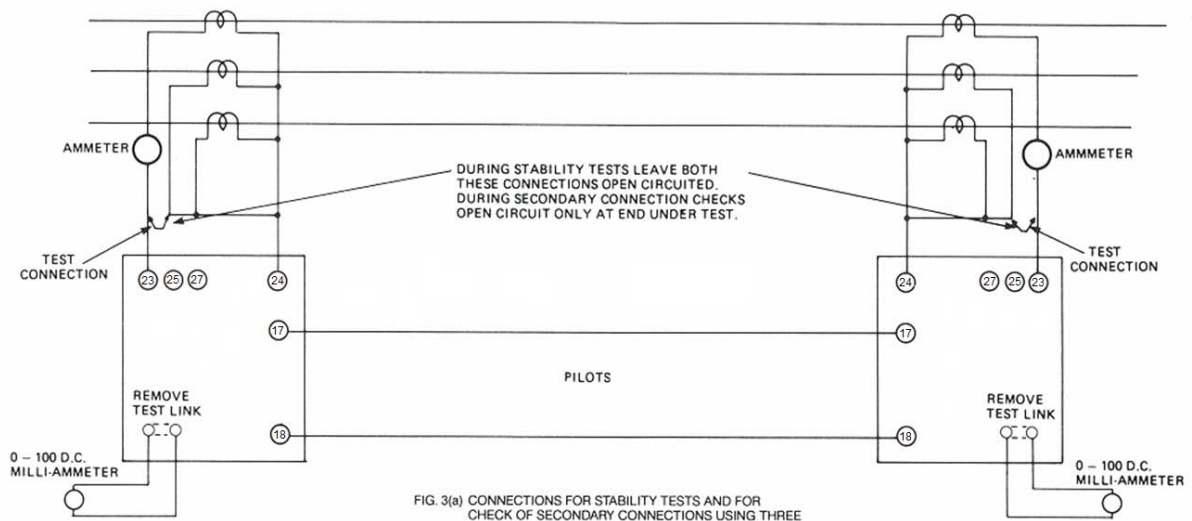 AMMETER
AMMMETER
DURING STABILITY TESTS LEAVE BOTH
THESE CONNECTIONS OPEN CIRCUITED.
DURING SECONDARY CONNECTION CHECKS
OPEN CIRCUIT ONLY AT END UNDER TEST.
TEST
CONNECTION
TEST
CONNECTION
23 25 27 24
24 27 25 23
17
17
PILOTS
REMOVE
TEST LINK
REMOVE
TEST LINK
18
18
0 – 100 D.C.
MILLI-AMMETER
0 – 100 D.C.
MILLI-AMMETER
FIG. 3(a) CONNECTIONS FOR STABILITY TESTS AND FOR
CHECK OF SECONDARY CONNECTIONS USING THREE